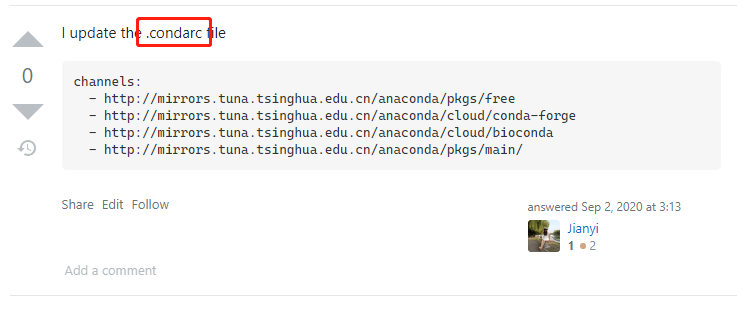 I update the .condarc file
0
channels:
  - http://mirrors.tuna.tsinghua.edu.cn/anaconda/pkgs/free
  - http://mirrors.tuna.tsinghua.edu.cn/anaconda/cloud/conda-forge
  - http://mirrors.tuna.tsinghua.edu.cn/anaconda/cloud/bioconda
  - http://mirrors.tuna.tsinghua.edu.cn/anaconda/pkgs/main/
Share Edit Follow
answered Sep 2, 2020 at 3:13
Jianyi
1 ● 2
Add a comment